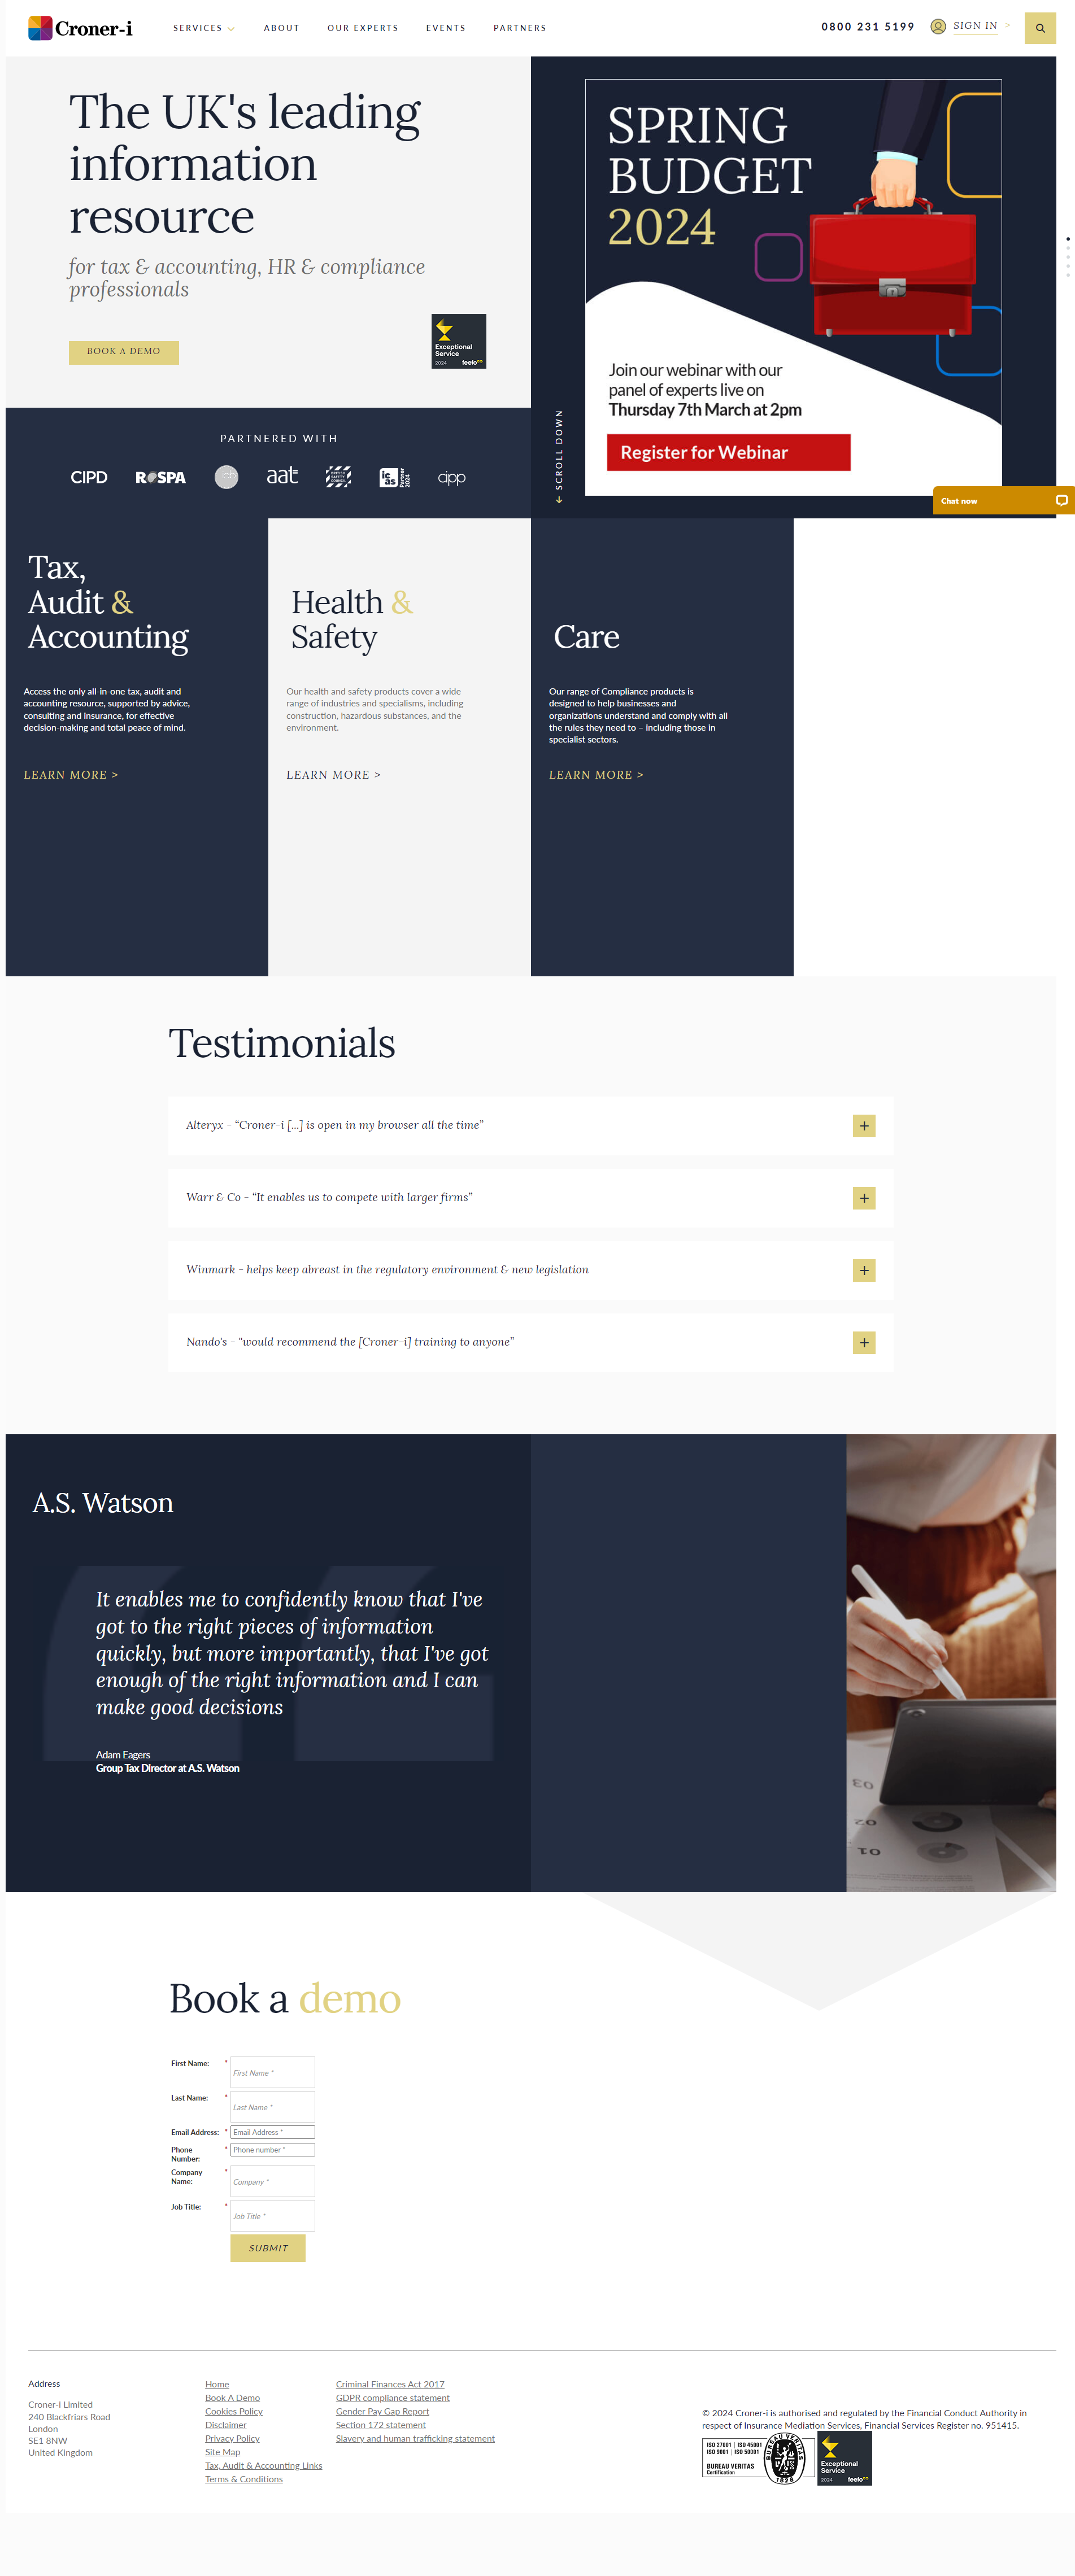 Croner-i
SERVICES
ABOUT
OUR EXPERTS
EVENTS
PARTNERS
0800 231 5199
SIGN IN >
The UK's leading
information
resource
for tax & accounting, HR & compliance
professionals
BOOK A DEMO
Exceptional
Service
2024 feefo
SPRING
BUDGET
2024
Join our webinar with our
panel of experts live on
Thursday 7th March at 2pm
Register for Webinar
SCROLL DOWN
Chat now
PARTNERED WITH
CIPD
ROSPA
aat
BRITISH
SAFETY
COUNCIL
ic
as
Partner
2024
cipp
Tax,
Audit &
Accounting
Access the only all-in-one tax, audit and
accounting resource, supported by advice,
consulting and insurance, for effective
decision-making and total peace of mind.
LEARN MORE >
Health &
Safety
Our health and safety products cover a wide
range of industries and specialisms, including
construction, hazardous substances, and the
environment.
LEARN MORE >
Care
Our range of Compliance products is
designed to help businesses and
organizations understand and comply with all
the rules they need to – including those in
specialist sectors.
LEARN MORE >
Testimonials
Alteryx - “Croner-i [...] is open in my browser all the time”
Warr & Co - “It enables us to compete with larger firms”
Winmark - helps keep abreast in the regulatory environment & new legislation
Nando's - "would recommend the [Croner-i] training to anyone”
A.S. Watson
It enables me to confidently know that I've
got to the right pieces of information
quickly, but more importantly, that I've got
enough of the right information and I can
make good decisions
Adam Eagers
Group Tax Director at A.S. Watson
03
02
01
Book a demo
First Name: * First Name *
Last Name: * Last Name *
Email Address: * Email Address *
Phone
Number:
* Phone number *
Company
Name:
* Company *
Job Title: * Job Title *
SUBMIT
Address
Croner-i Limited
240 Blackfriars Road
London
SE1 8NW
United Kingdom
Home
Book A Demo
Cookies Policy
Disclaimer
Privacy Policy
Site Map
Tax, Audit & Accounting Links
Terms & Conditions
Criminal Finances Act 2017
GDPR compliance statement
Gender Pay Gap Report
Section 172 statement
Slavery and human trafficking statement
© 2024 Croner-i is authorised and regulated by the Financial Conduct Authority in
respect of Insurance Mediation Services, Financial Services Register no. 951415.
ISO 27001 | ISO 45001
ISO 9001 | ISO 50001
BUREAU VERITAS
Certification
BUREAU VERITAS
1828
Exceptional
Service
2024 feefo